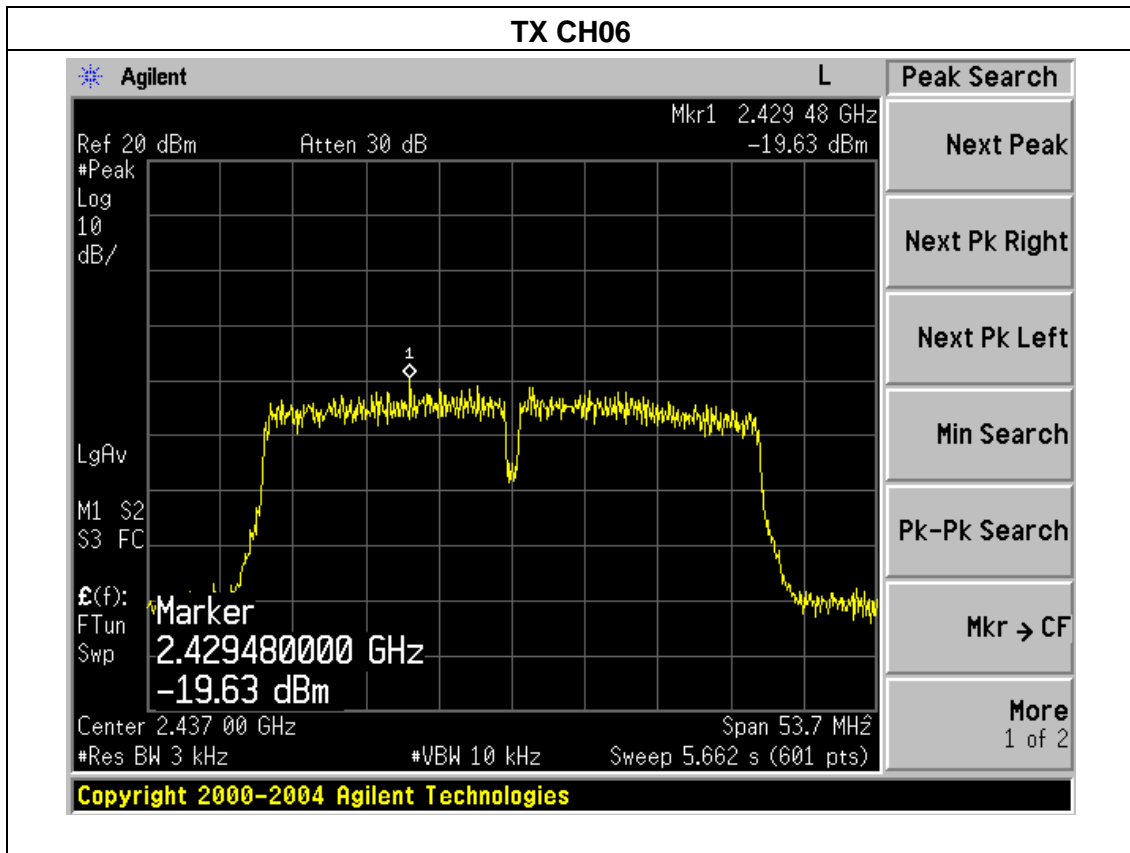 TX CH06
Agilent L Peak Search
Mkr1 2.429 48 GHz
Ref 20 dBm Atten 30 dB -19.63 dBm
#Peak
Log
10
dB/
1
LgAv
M1 S2
S3 FC
£(f):
FTun
Swp
Marker
2.429480000 GHz
-19.63 dBm
Center 2.437 00 GHz Span 53.7 MHẑ
#Res BW 3 kHz #VBW 10 kHz Sweep 5.662 s (601 pts)
Next Peak
Next Pk Right
Next Pk Left
Min Search
Pk-Pk Search
Mkr → CF
More
1 of 2
Copyright 2000-2004 Agilent Technologies